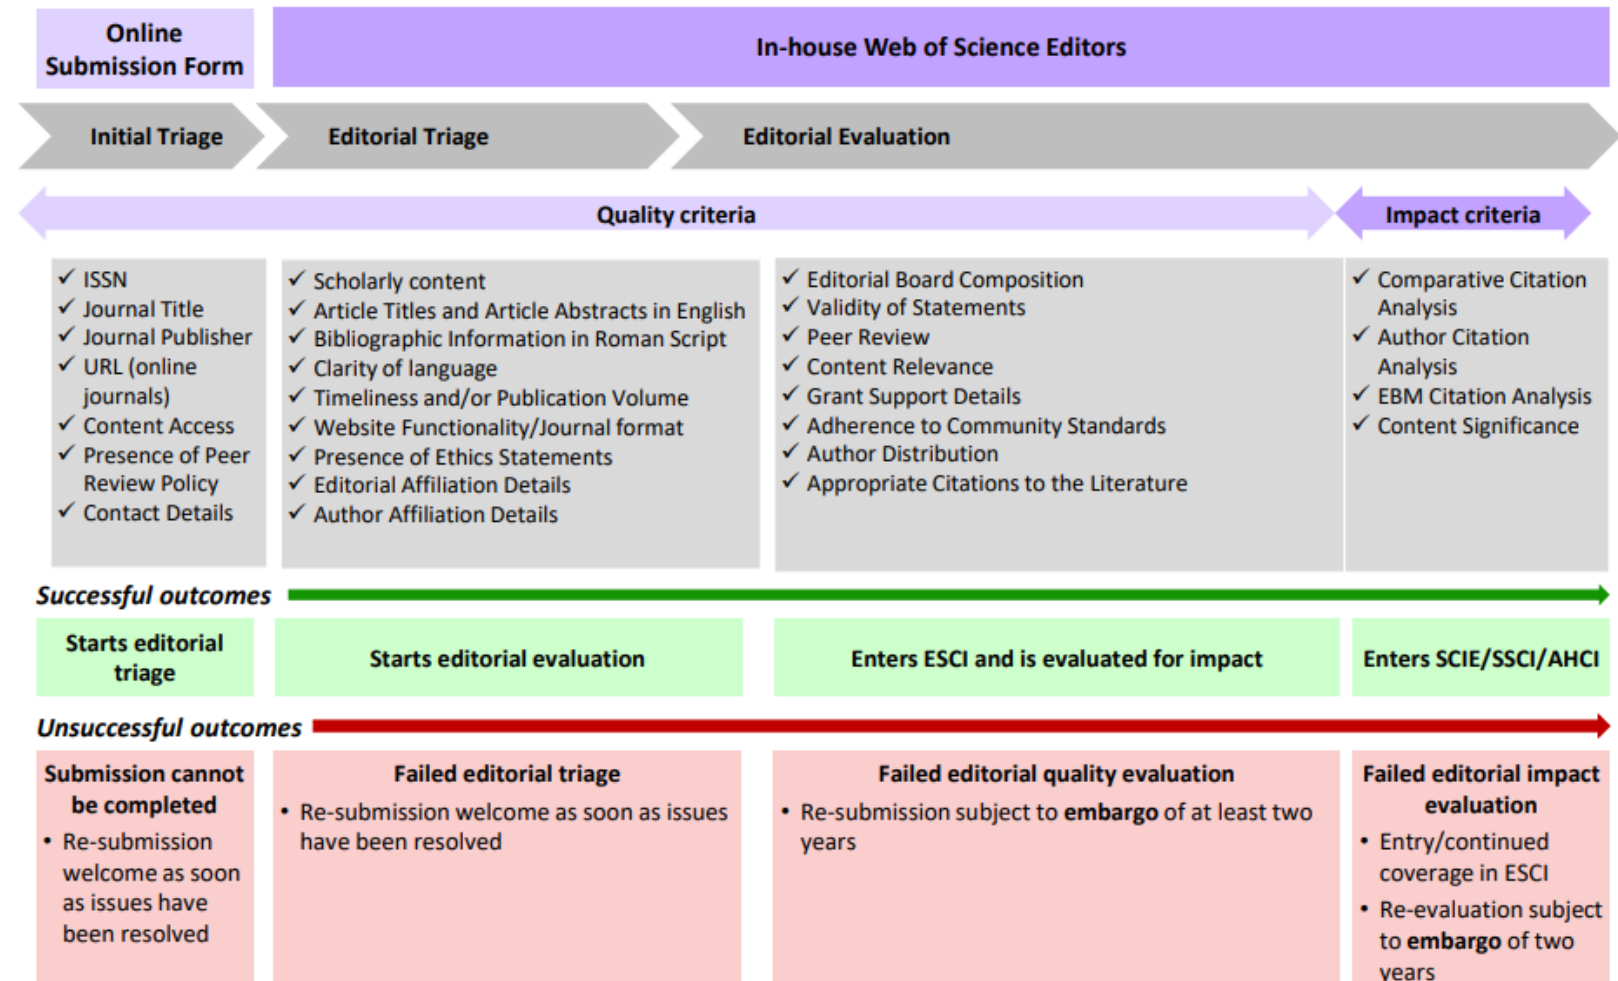 Online
Submission Form
In-house Web of Science Editors
Initial Triage
Editorial Triage
Editorial Evaluation
Quality criteria
Impact criteria
✓ ISSN
✓ Journal Title
✓ Journal Publisher
✓ URL (online
journals)
✓ Content Access
✓ Presence of Peer
Review Policy
✓ Contact Details
✓ Scholarly content
✓ Article Titles and Article Abstracts in English
✓ Bibliographic Information in Roman Script
✓ Clarity of language
✓ Timeliness and/or Publication Volume
✓ Website Functionality/Journal format
✓ Presence of Ethics Statements
✓ Editorial Affiliation Details
✓ Author Affiliation Details
✓ Editorial Board Composition
✓ Validity of Statements
✓ Peer Review
✓ Content Relevance
✓ Grant Support Details
✓ Adherence to Community Standards
✓ Author Distribution
✓ Appropriate Citations to the Literature
✓ Comparative Citation
Analysis
✓ Author Citation
Analysis
✓ EBM Citation Analysis
✓ Content Significance
Successful outcomes
Starts editorial
triage
Starts editorial evaluation
Enters ESCI and is evaluated for impact
Enters SCIE/SSCI/AHCI
Unsuccessful outcomes
Submission cannot
be completed
• Re-submission
welcome as soon
as issues have
been resolved
Failed editorial triage
• Re-submission welcome as soon as issues
have been resolved
Failed editorial quality evaluation
• Re-submission subject to embargo of at least two
years
Failed editorial impact
evaluation
• Entry/continued
coverage in ESCI
• Re-evaluation subject
to embargo of two
years